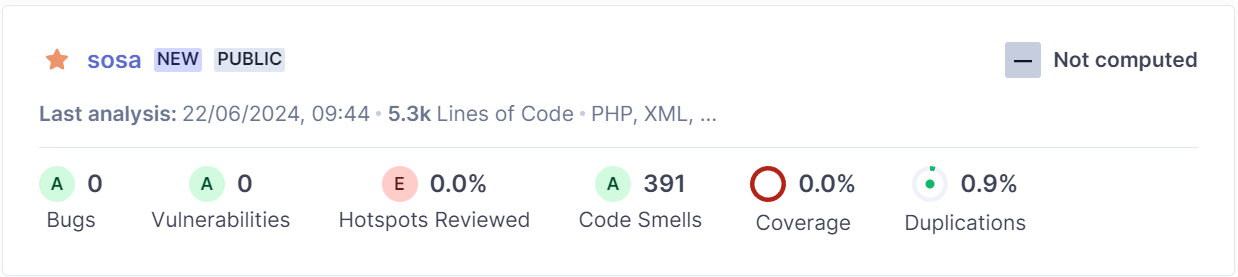 sosa NEW PUBLIC — Not computed
Last analysis: 22/06/2024, 09:44 • 5.3k Lines of Code • PHP, XML, ...
A 0 A 0 E 0.0% A 391 0.0% 0.9%
Bugs Vulnerabilities Hotspots Reviewed Code Smells Coverage Duplications